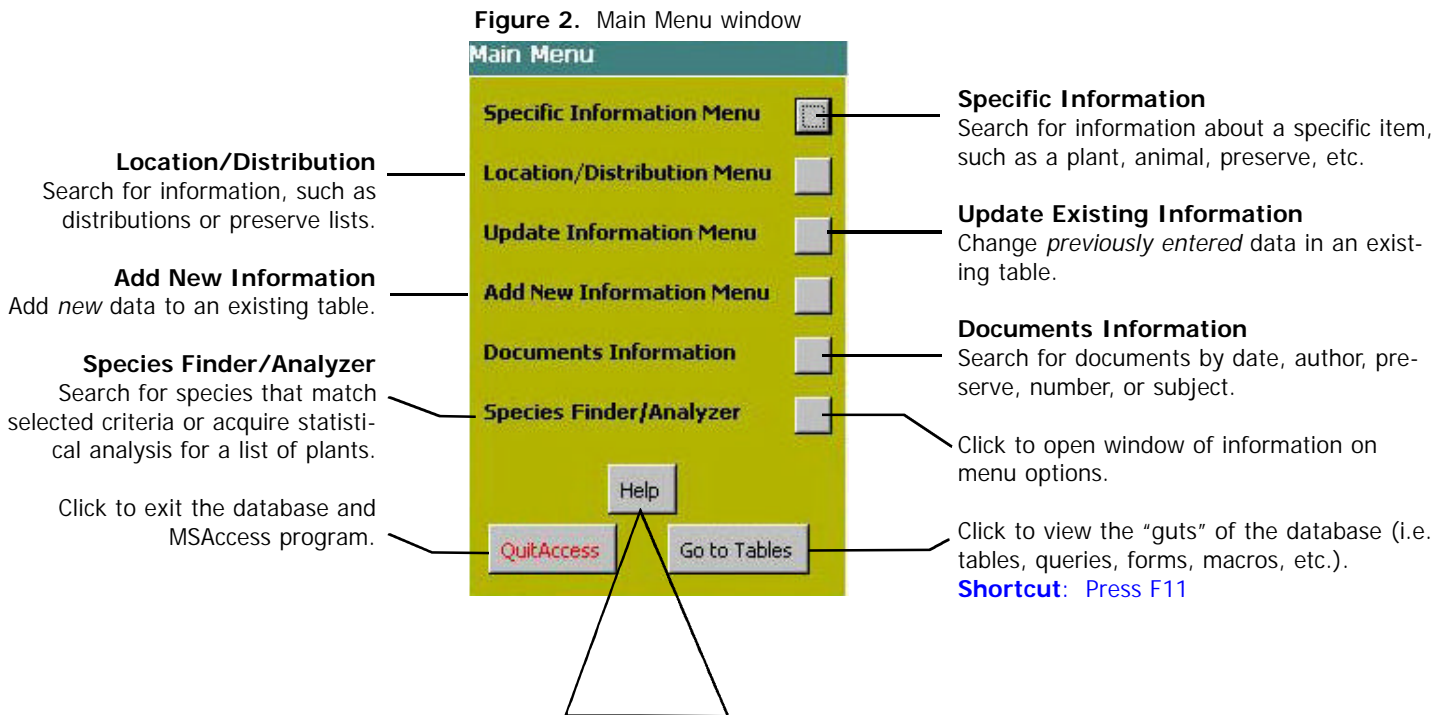 Figure 2. Main Menu window
Main Menu
Specific Information Menu
Location/Distribution Menu
Update Information Menu
Add New Information Menu
Documents Information
Species Finder/Analyzer
Help
QuitAccess
Go to Tables
Location/Distribution
Search for information, such as
distributions or preserve lists.
Add New Information
Add new data to an existing table.
Species Finder/Analyzer
Search for species that match
selected criteria or acquire statisti-
cal analysis for a list of plants.
Click to exit the database and
MSAccess program.
Specific Information
Search for information about a specific item,
such as a plant, animal, preserve, etc.
Update Existing Information
Change previously entered data in an exist-
ing table.
Documents Information
Search for documents by date, author, pre-
serve, number, or subject.
Click to open window of information on
menu options.
Click to view the “guts” of the database (i.e.
tables, queries, forms, macros, etc.).
Shortcut: Press F11